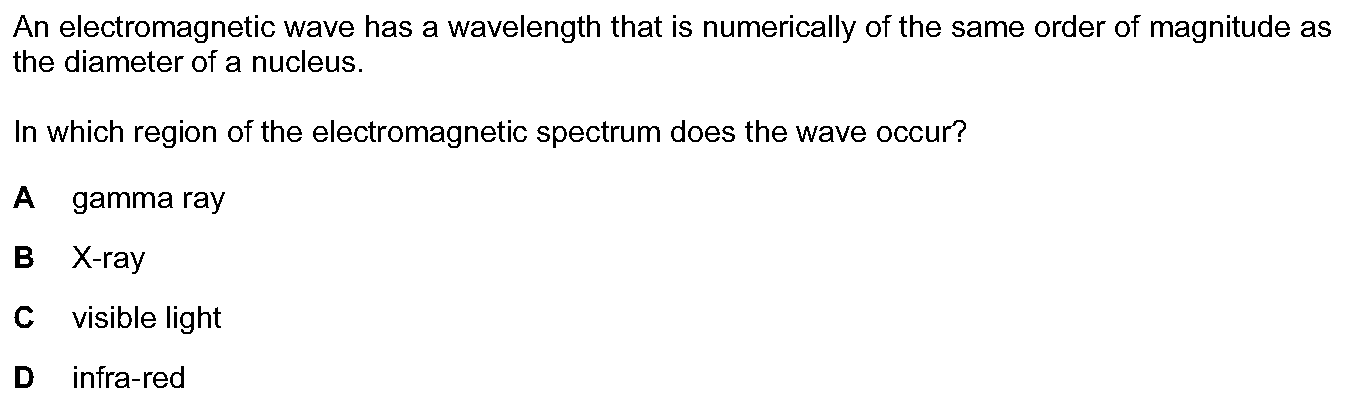 An electromagnetic wave has a wavelength that is numerically of the same order of magnitude as
the diameter of a nucleus.
In which region of the electromagnetic spectrum does the wave occur?
A gamma ray
B X-ray
C visible light
D infra-red